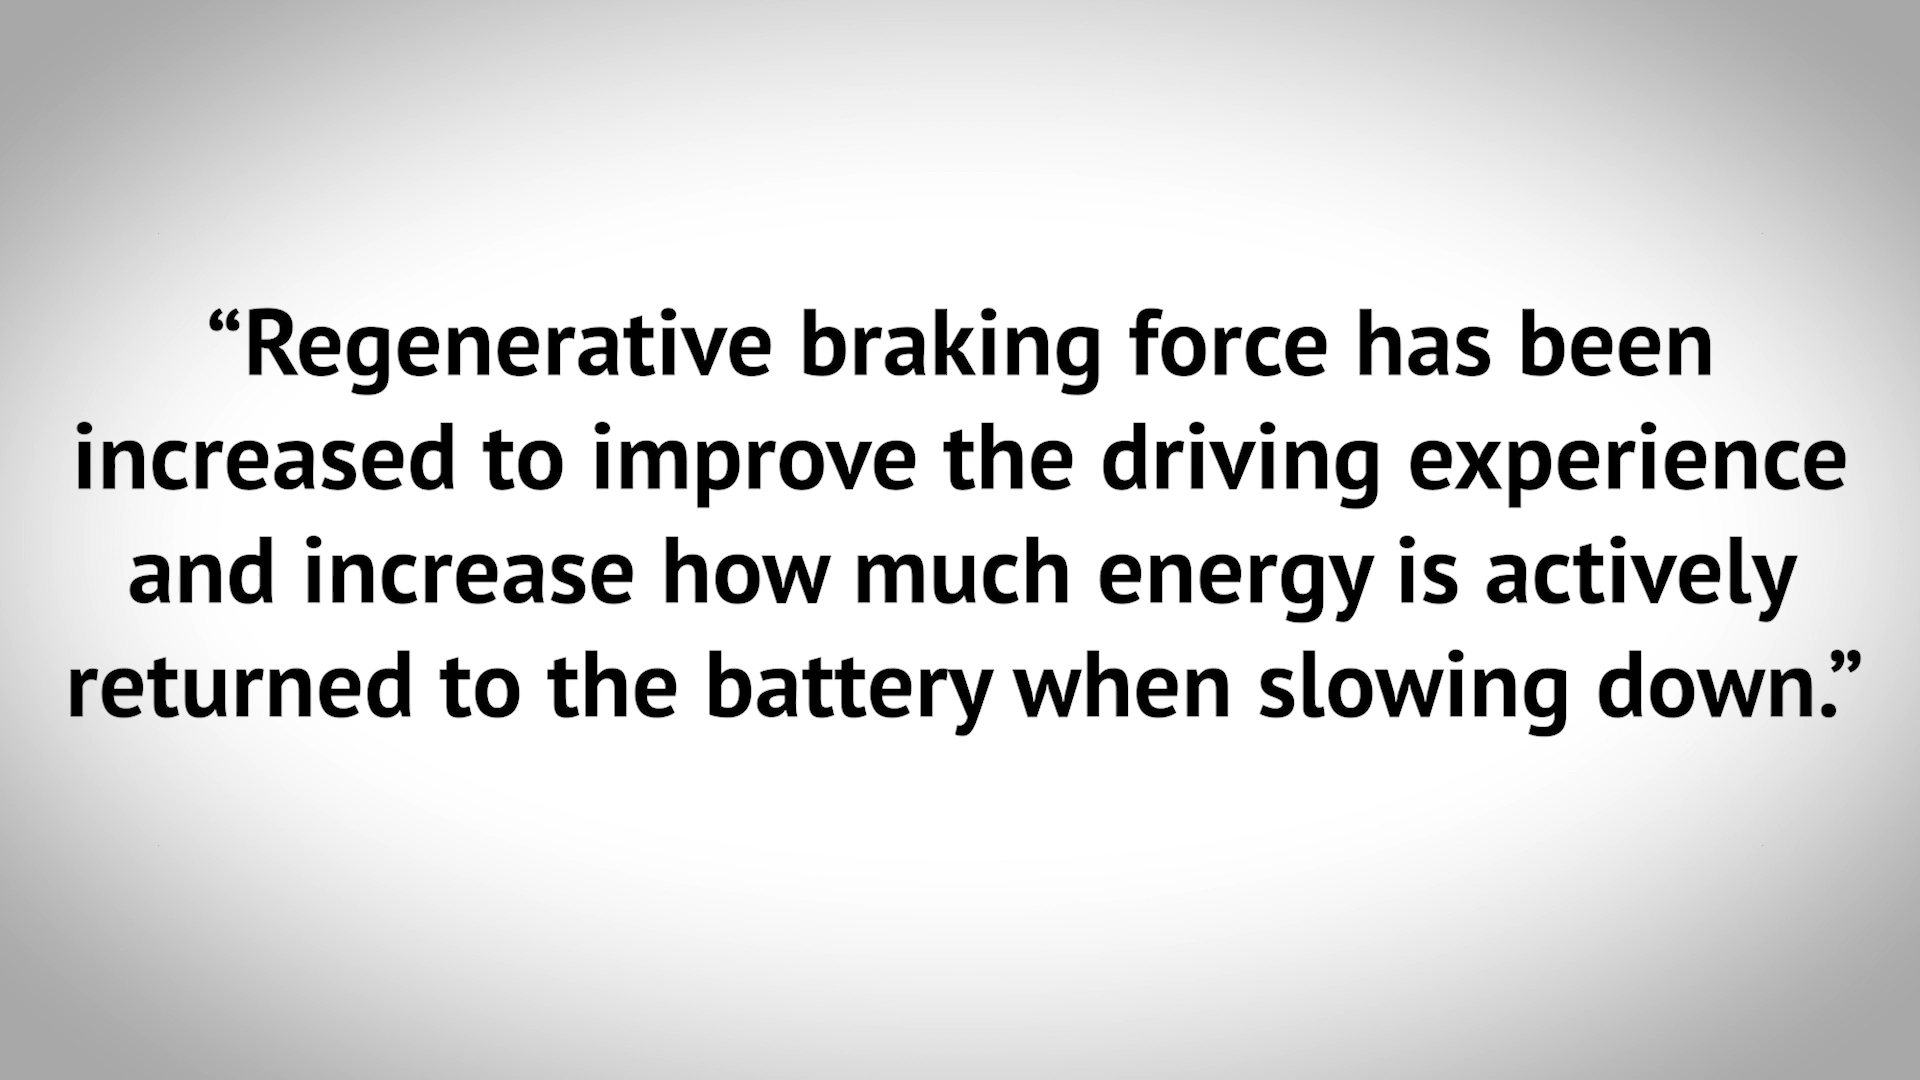 “Regenerative braking force has been
increased to improve the driving experience
and increase how much energy is actively
returned to the battery when slowing down.”